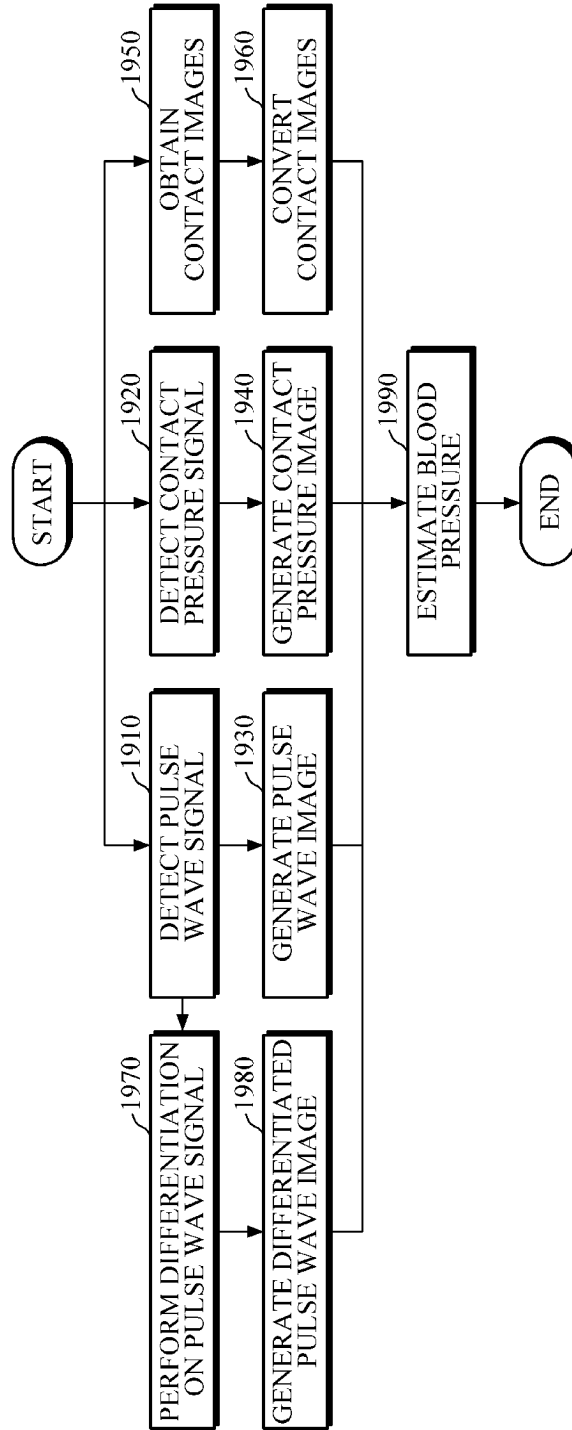 START
1970
PERFORM DIFFERENTIATION
ON PULSE WAVE SIGNAL
1910
DETECT PULSE
WAVE SIGNAL
1920
DETECT CONTACT
PRESSURE SIGNAL
1950
OBTAIN
CONTACT IMAGES
1980
GENERATE DIFFERENTIATED
PULSE WAVE IMAGE
1930
GENERATE PULSE
WAVE IMAGE
1940
GENERATE CONTACT
PRESSURE IMAGE
1960
CONVERT
CONTACT IMAGES
1990
ESTIMATE BLOOD
PRESSURE
END